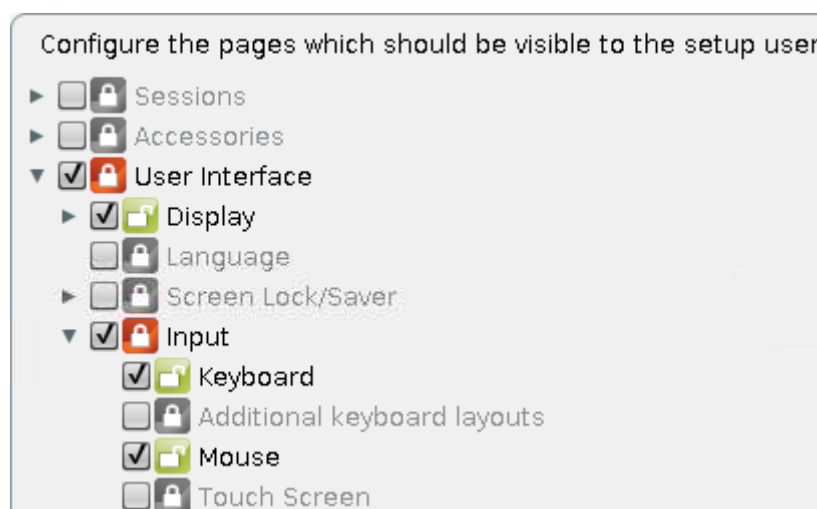 Configure the pages which should be visible to the setup user
Sessions
Accessories
User Interface
Display
Language
Screen Lock/Saver
Input
Keyboard
Additional keyboard layouts
Mouse
Touch Screen